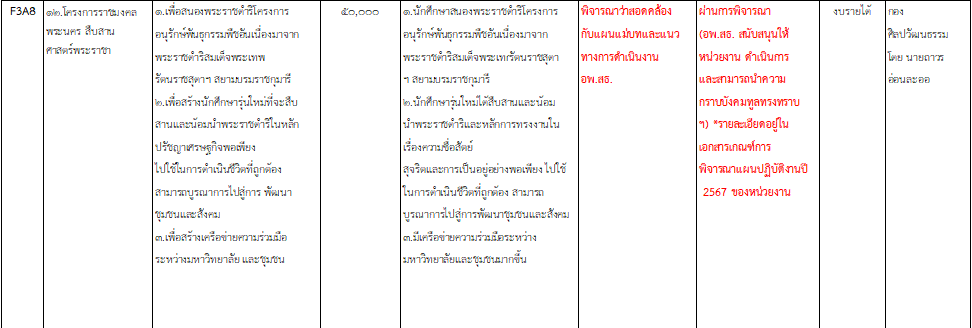 F3A8
๑๒.โครงการราชมงคล
พระนคร สืบสาน
ศาสตร์พระราชา
๑.เพื่อสนองพระราชดำริโครงการ
อนุรักษ์พันธุกรรมพืชอันเนื่องมาจาก
พระราชดำริสมเด็จพระเทพ
รัตนราชสุดาฯ สยามบรมราชกุมารี
๒.เพื่อสร้างนักศึกษารุ่นใหม่ที่จะสืบ
สานและน้อมนำพระราชดำริในหลัก
ปรัชญาเศรษฐกิจพอเพียง
ไปใช้ในการดำเนินชีวิตที่ถูกต้อง
สามารถบูรณาการไปสู่การ พัฒนา
ชุมชนและสังคม
๓.เพื่อสร้างเครือข่ายความร่วมมือ
ระหว่างมหาวิทยาลัย และชุมชน
๕๐,๐๐๐
๑.นักศึกษาสนองพระราชดำริโครงการ
อนุรักษ์พันธุกรรมพืชอันเนื่องมาจาก
พระราชดำริสมเด็จพระเทพรัตนราชสุดา
ฯ สยามบรมราชกุมารี
๒.นักศึกษารุ่นใหม่ได้สืบสานและน้อม
นำพระราชดำริและหลักการทรงงานใน
เรื่องความซื่อสัตย์
สุจริตและการเป็นอยู่อย่างพอเพียง ไปใช้
ในการดำเนินชีวิตที่ถูกต้อง สามารถ
บูรณาการไปสู่การพัฒนาชุมชนและสังคม
๓.มีเครือข่ายความร่วมมือระหว่าง
มหาวิทยาลัยและชุมชนมากขึ้น
พิจารณาว่าสอดคล้อง
กับแผนแม่บทและแนว
ทางการดำเนินงาน
อพ.สธ.
ผ่านการพิจารณา
(อพ.สธ. สนับสนุนให้
หน่วยงาน ดำเนินการ
และสามารถนำความ
กราบบังคมทูลทรงทราบ
ฯ) *รายละเอียดอยู่ใน
เอกสารเกณฑ์การ
พิจารณาแผนปฏิบัติงานปี
2567 ของหน่วยงาน
งบรายได้
กอง
ศิลปวัฒนธรรม
โดย นายถาวร
อ่อนละออ